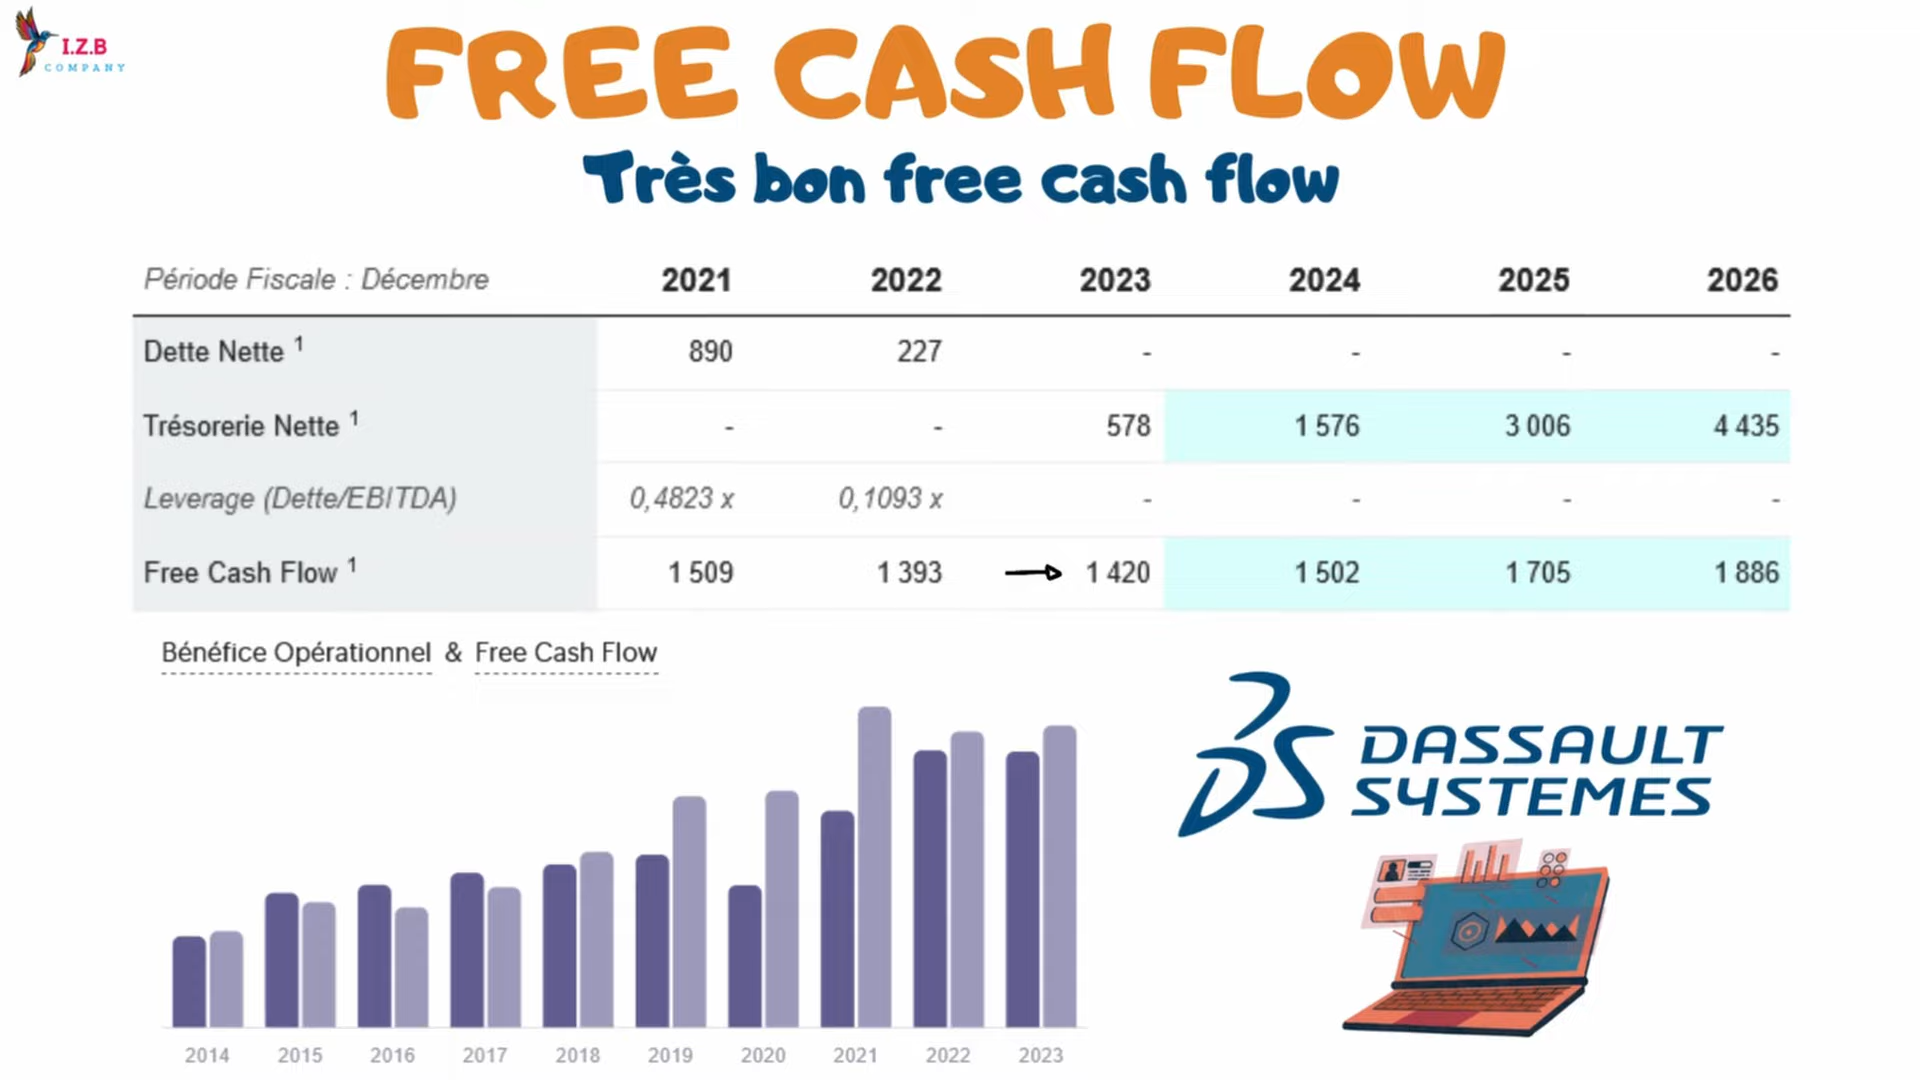 I.Z.B
COMPANY
FREE CASH FLOW
Très bon free cash flow
Période Fiscale : Décembre 2021 2022 2023 2024 2025 2026
Dette Nette ¹ 890 227 - - - -
Trésorerie Nette ¹ - - 578 1 576 3 006 4 435
Leverage (Dette/EBITDA) 0,4823 x 0,1093 x - - - -
Free Cash Flow ¹ 1 509 1 393 1 420 1 502 1 705 1 886
Bénéfice Opérationnel & Free Cash Flow
2014 2015 2016 2017 2018 2019 2020 2021 2022 2023
DASSAULT
SYSTEMES